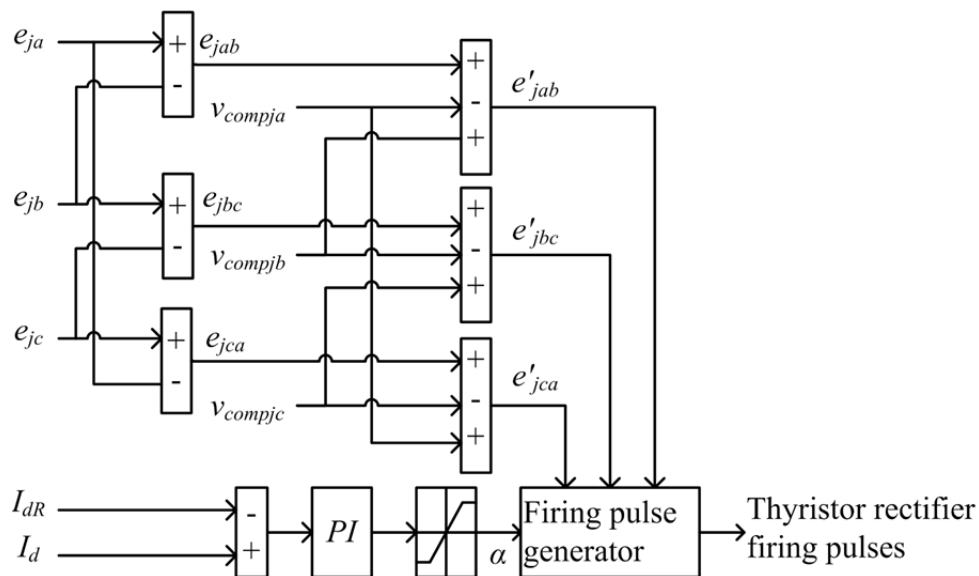 e_ja
+
e_jab
-
v_compja
+
-
+
e'_jab
e_jb
+
e_jbc
-
v_compjb
+
-
+
e'_jbc
e_jc
+
e_jca
-
v_compjc
+
-
+
e'_jca
I_dR
-
I_d
+
PI
α
Firing pulse
generator
Thyristor rectifier
firing pulses